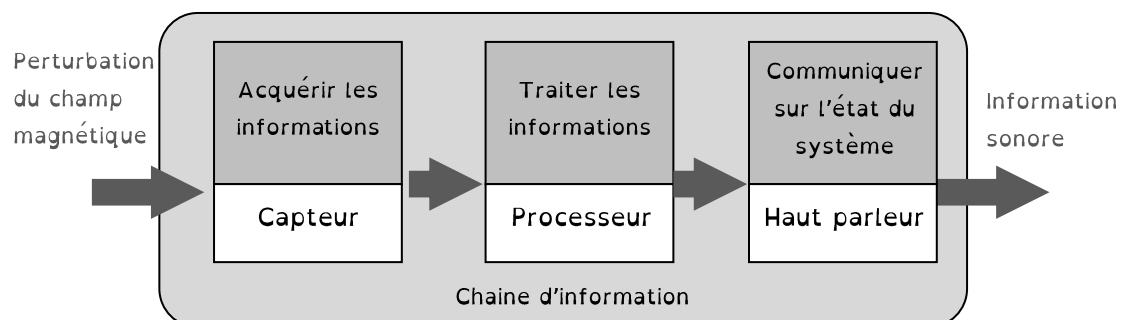 Perturbation
du champ
magnétique
Acquérir les
informations
Capteur
Traiter les
informations
Processeur
Communiquer
sur l'état du
système
Haut parleur
Information
sonore
Chaine d'information